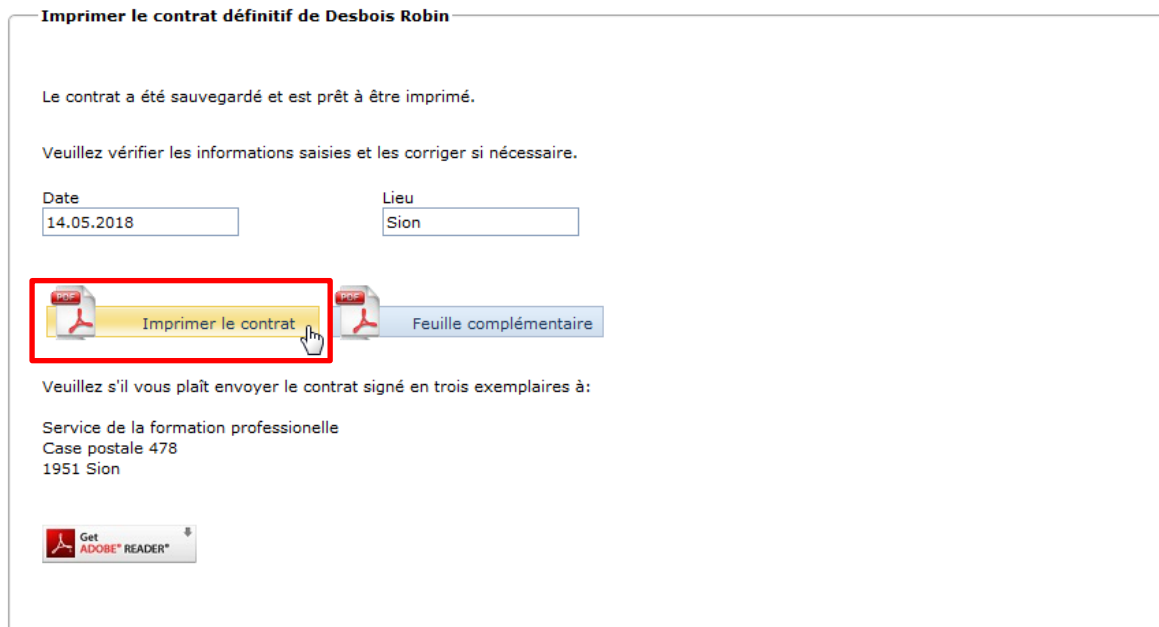 Imprimer le contrat définitif de Desbois Robin
Le contrat a été sauvegardé et est prêt à être imprimé.
Veuillez vérifier les informations saisies et les corriger si nécessaire.
Date Lieu
14.05.2018 Sion
PDF Imprimer le contrat PDF Feuille complémentaire
Veuillez s'il vous plaît envoyer le contrat signé en trois exemplaires à:
Service de la formation professionelle
Case postale 478
1951 Sion
Get
ADOBE® READER®